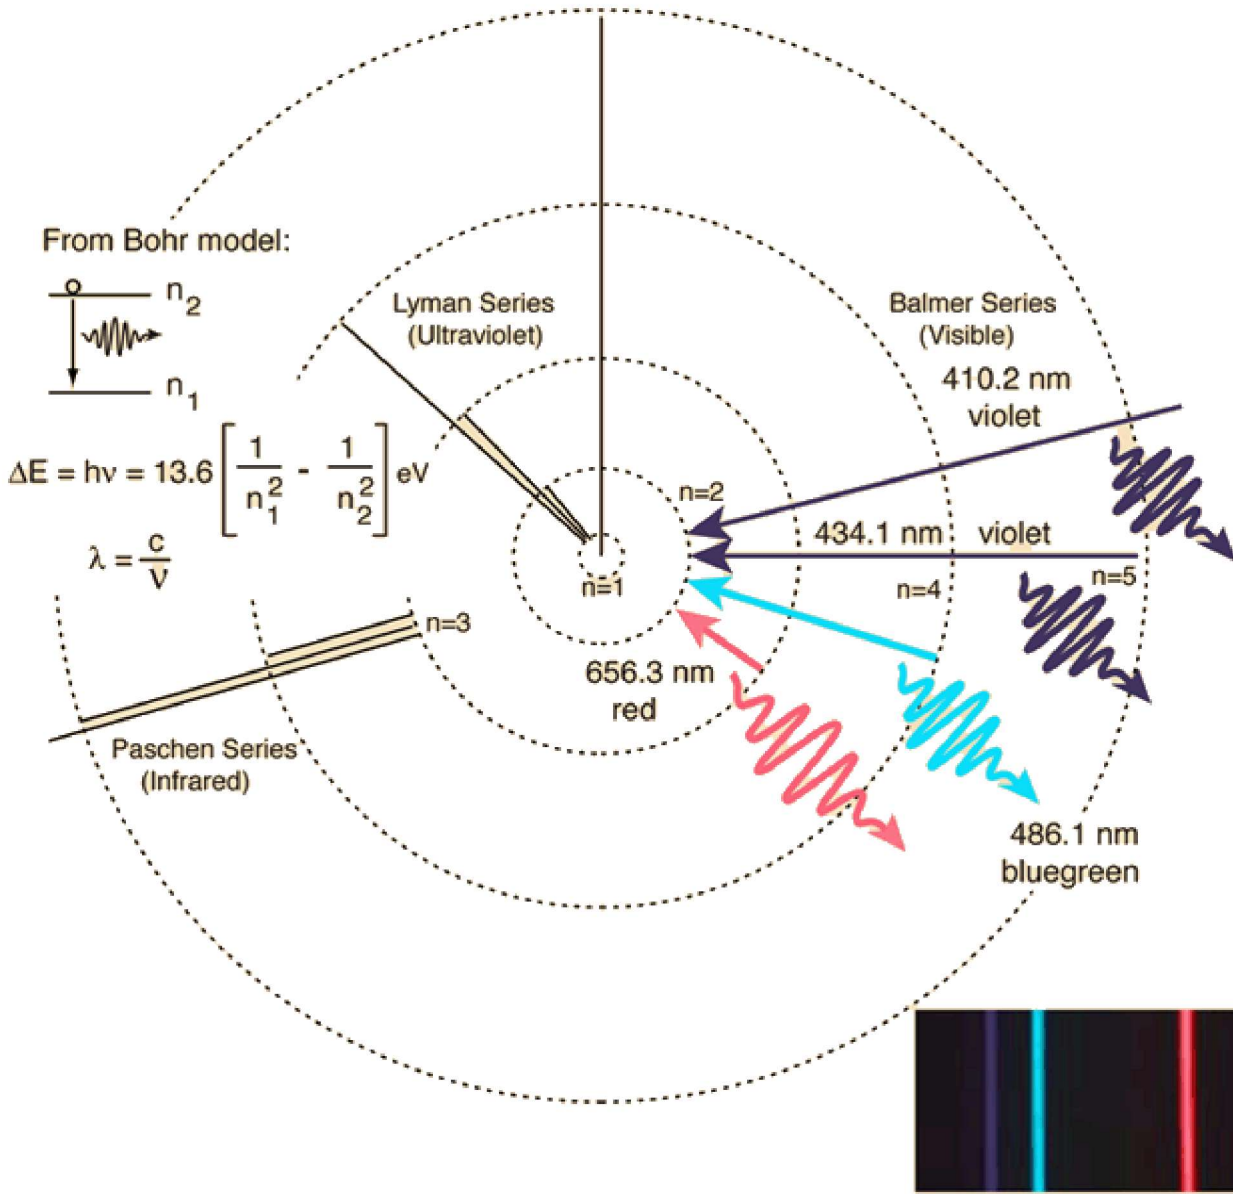 From Bohr model:
n₂
n₁
ΔE = hν = 13.6 [ 1/n₁² - 1/n₂² ] eV
λ = c/ν
Lyman Series
(Ultraviolet)
Balmer Series
(Visible)
410.2 nm
violet
n=2
434.1 nm violet
n=1
n=4
n=5
n=3
656.3 nm
red
Paschen Series
(Infrared)
486.1 nm
bluegreen